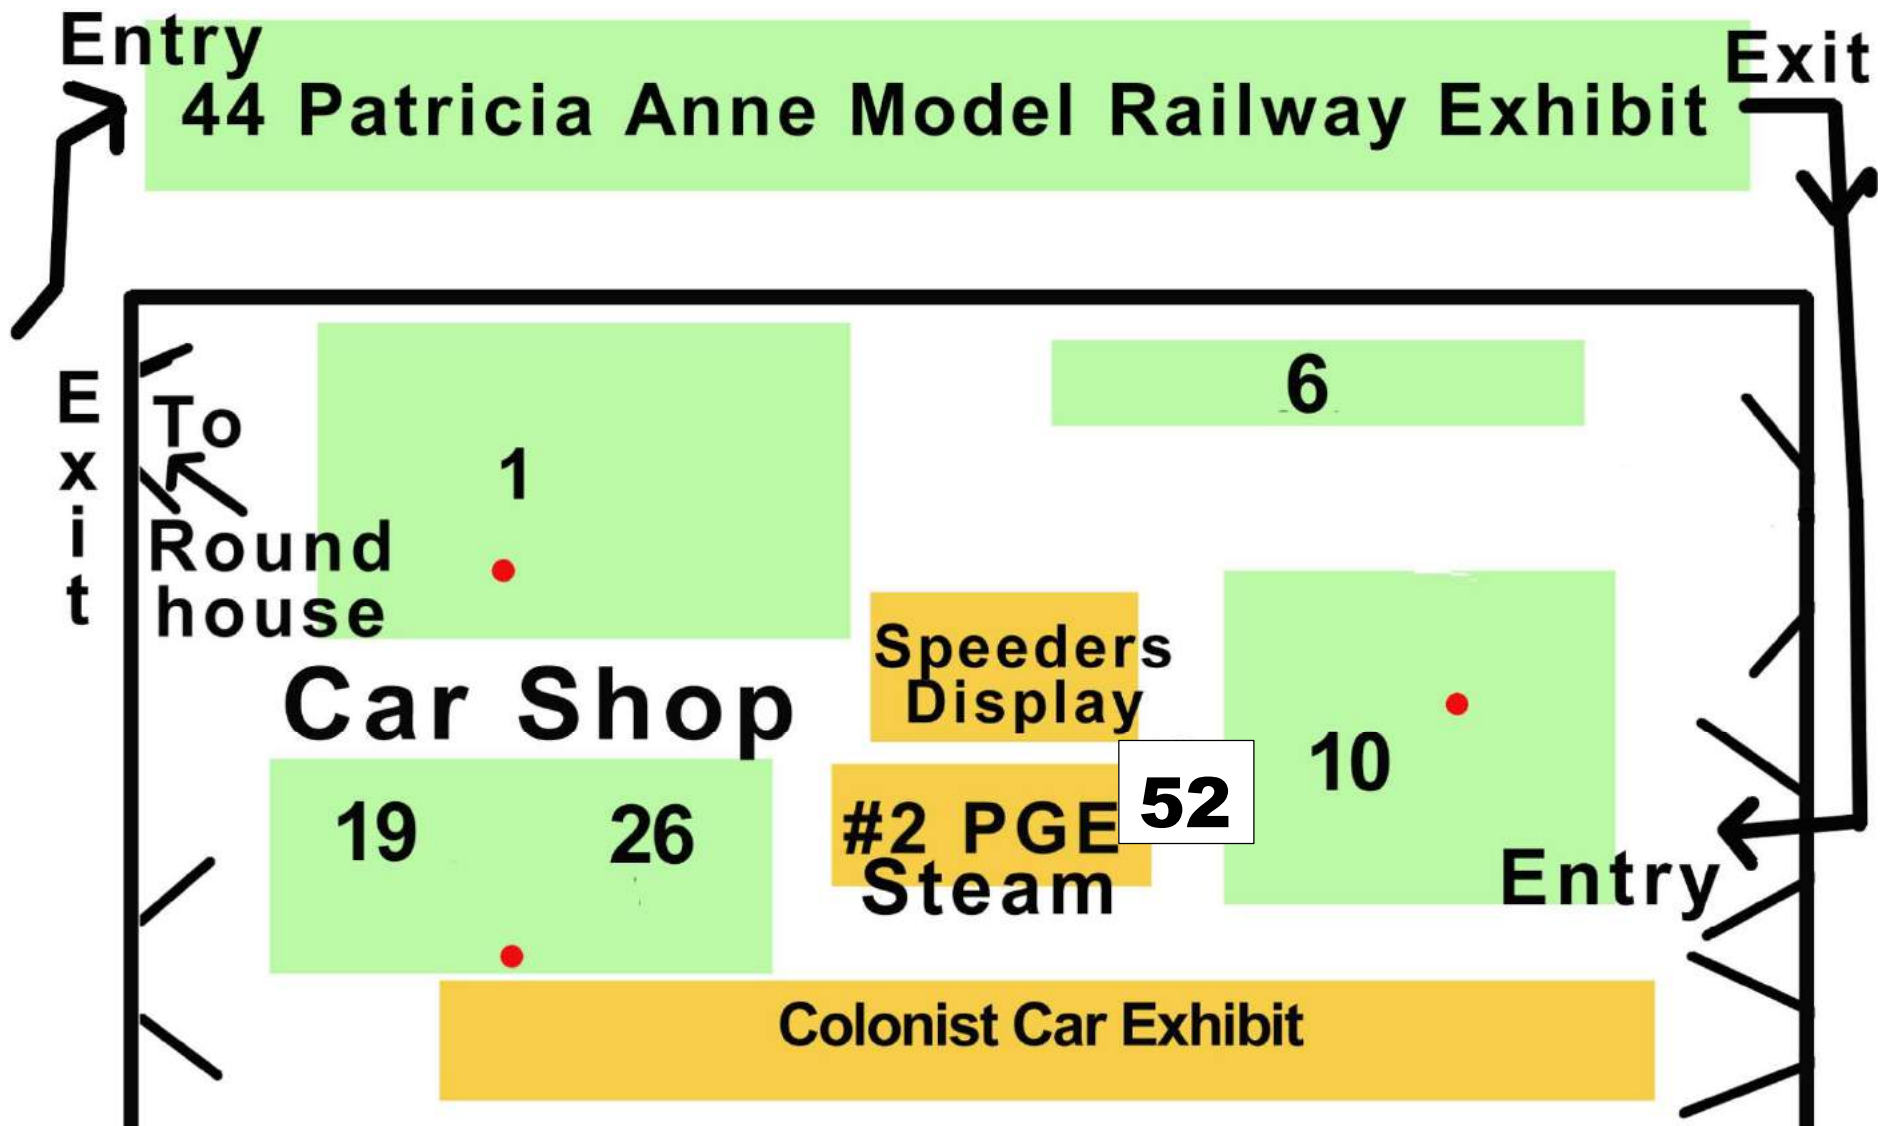 Entry
Exit
44 Patricia Anne Model Railway Exhibit
Exit
To
Round
house
1
6
Car Shop
Speeders
Display
10
52
19 26
#2 PGE
Steam
Entry
Colonist Car Exhibit